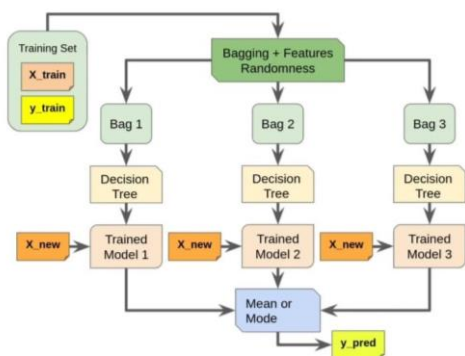 Training Set
X_train
y_train
Bagging + Features
Randomness
Bag 1
Bag 2
Bag 3
Decision
Tree
Decision
Tree
Decision
Tree
X_new
Trained
Model 1
X_new
Trained
Model 2
X_new
Trained
Model 3
Mean or
Mode
y_pred